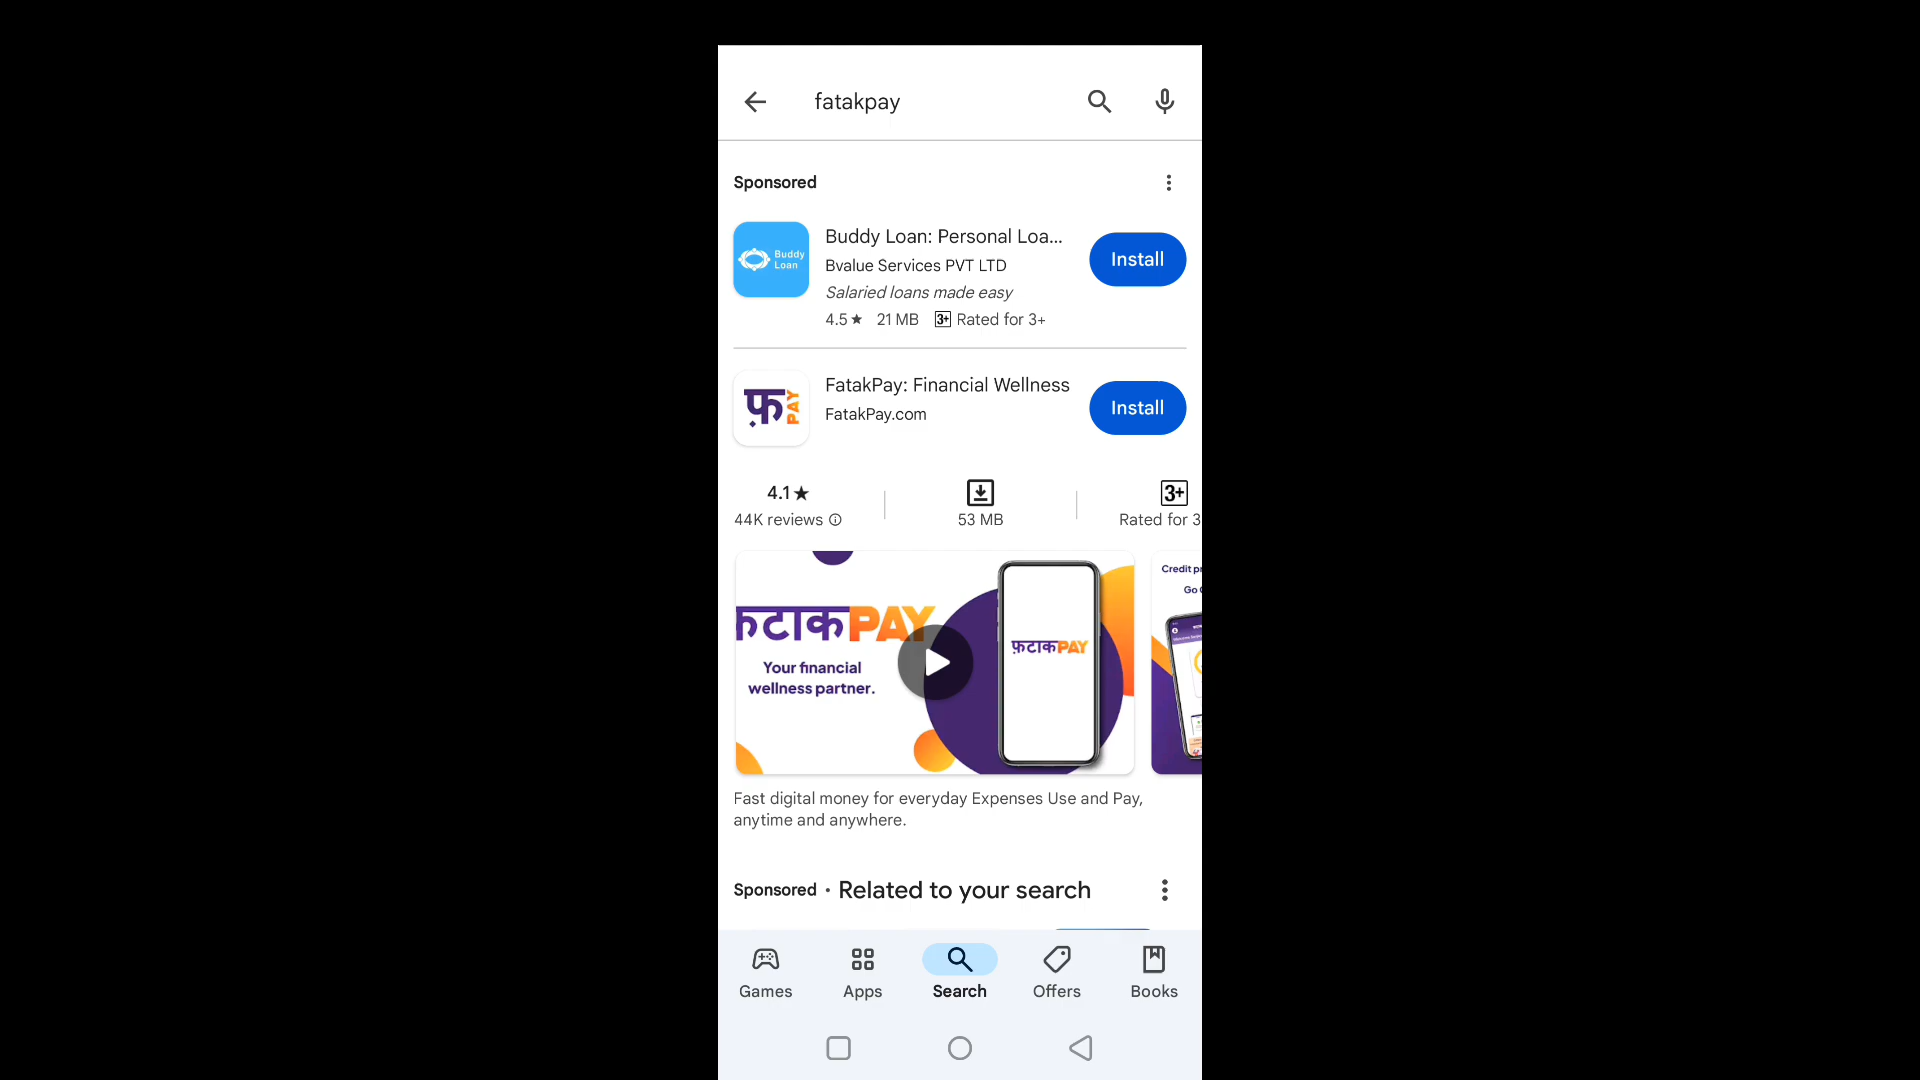 fatakpay
Sponsored
Buddy Loan: Personal Loa...
Bvalue Services PVT LTD
Salaried loans made easy
4.5★ 21 MB 3+ Rated for 3+
Install
Buddy
Loan
FatakPay: Financial Wellness
FatakPay.com
Install
फ़
PAY
4.1★
44K reviews
53 MB
3+
Rated for 3
फटाकPAY
Your financial
wellness partner.
फ़टाकPAY
Credit pr
Go
Fast digital money for everyday Expenses Use and Pay,
anytime and anywhere.
Sponsored • Related to your search
Games
Apps
Search
Offers
Books